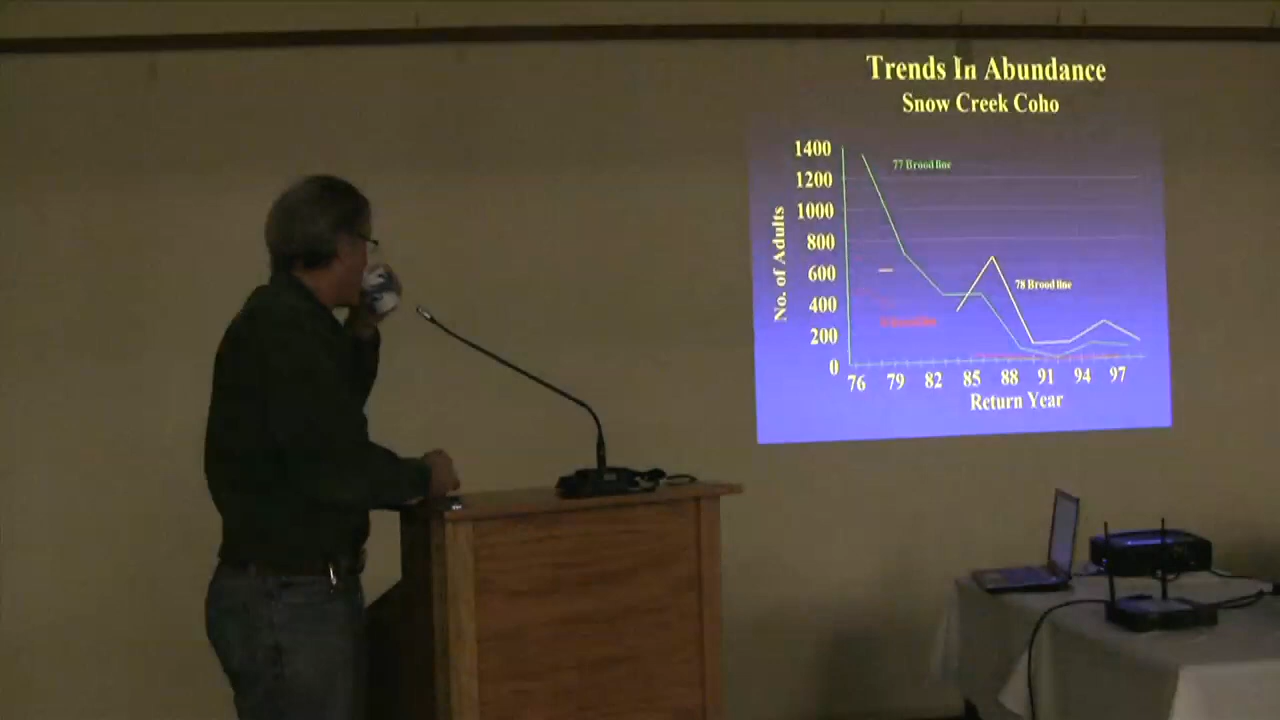 Trends In Abundance
Snow Creek Coho
1400
1200
1000
800
600
400
200
0
No. of Adults
77 Brood line
78 Brood line
76 79 82 85 88 91 94 97
Return Year